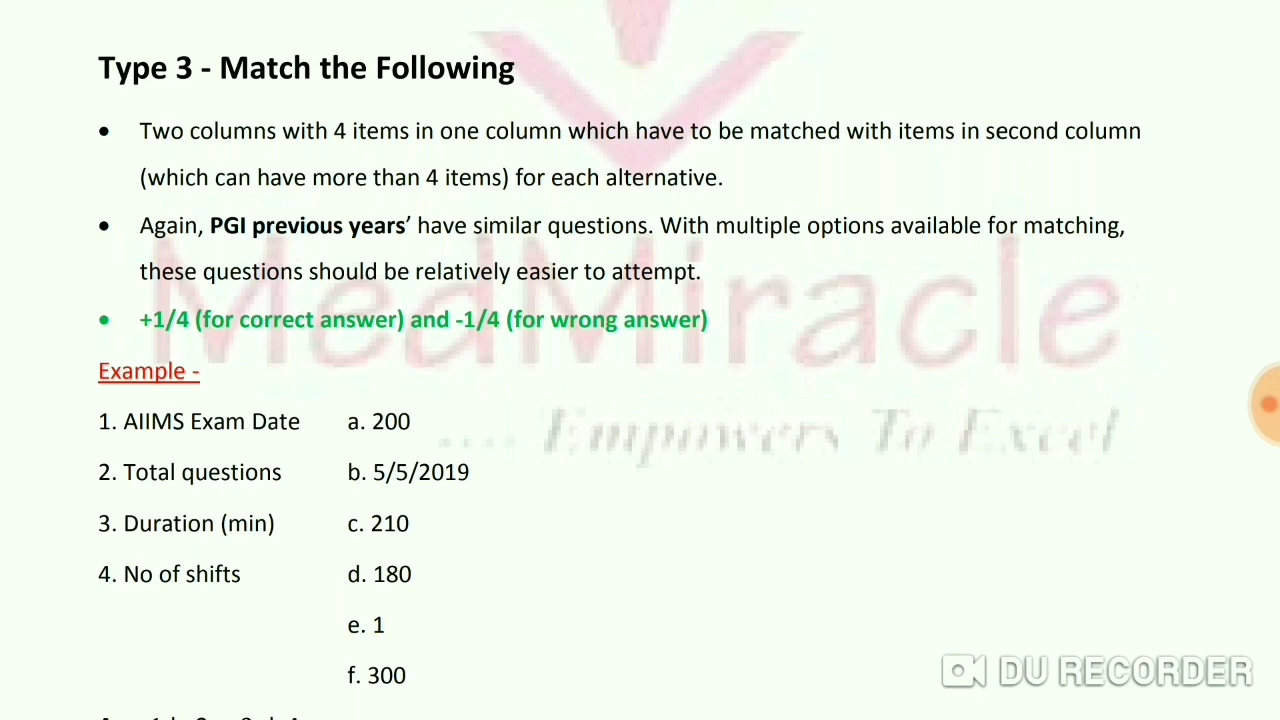 Type 3 - Match the Following
• Two columns with 4 items in one column which have to be matched with items in second column
(which can have more than 4 items) for each alternative.
• Again, PGI previous years’ have similar questions. With multiple options available for matching,
these questions should be relatively easier to attempt.
• +1/4 (for correct answer) and -1/4 (for wrong answer)
MedMiracle
.... Empowers To Excel
Example -
1. AIIMS Exam Date a. 200
2. Total questions b. 5/5/2019
3. Duration (min) c. 210
4. No of shifts d. 180
e. 1
f. 300
DU RECORDER